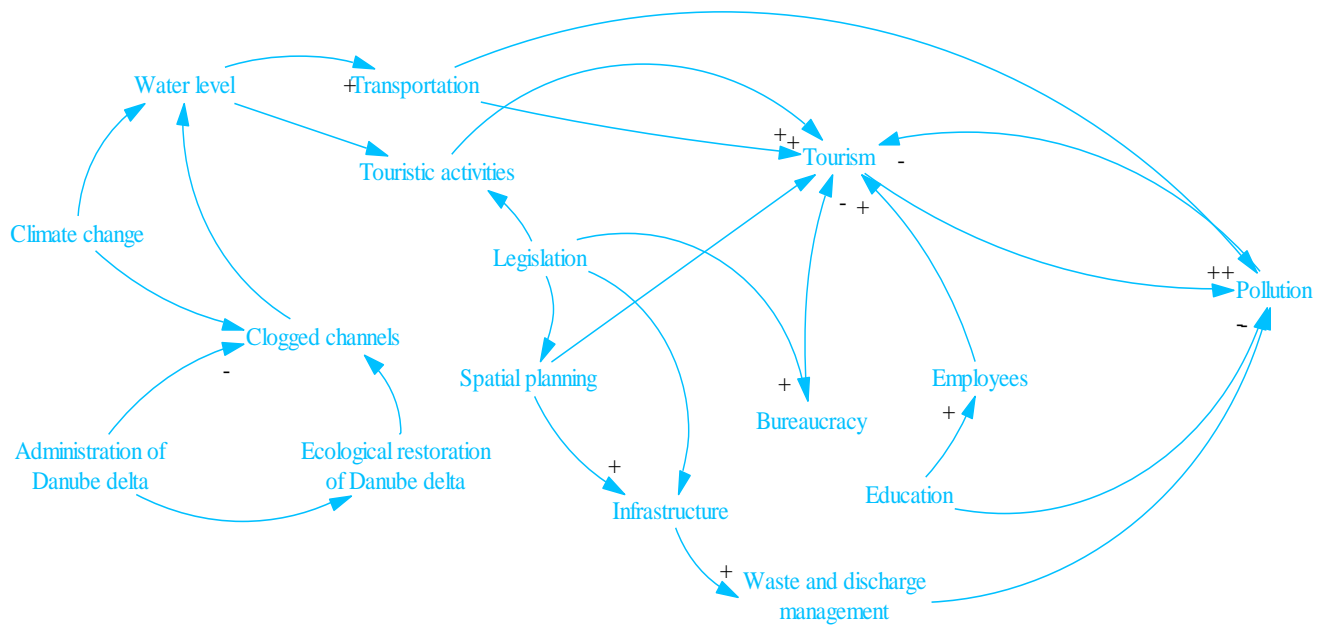 Water level
+
Transportation
+
+
Tourism
-
Touristic activities
- +
Climate change
Legislation
++
Pollution
Clogged channels
--
-
Spatial planning
+
Employees
+
Bureaucracy
Administration of
Danube delta
Ecological restoration
of Danube delta
+
Education
Infrastructure
+
Waste and discharge
management